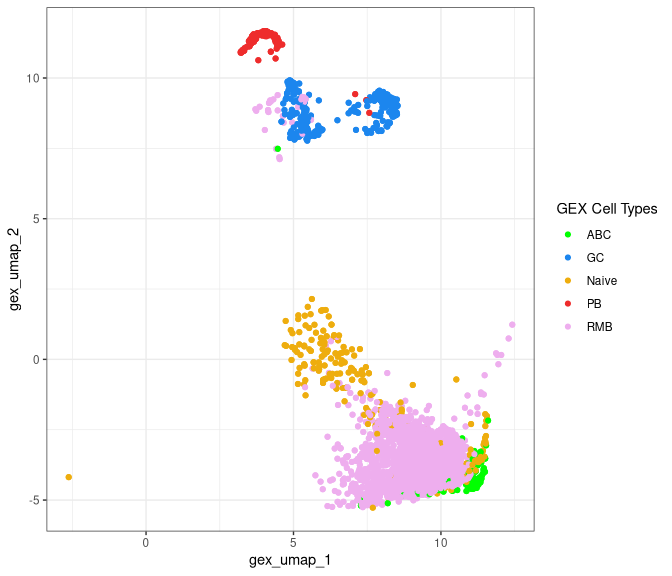 10
5
0
-5
gex_umap_2
0
5
10
gex_umap_1
GEX Cell Types
ABC
GC
Naive
PB
RMB